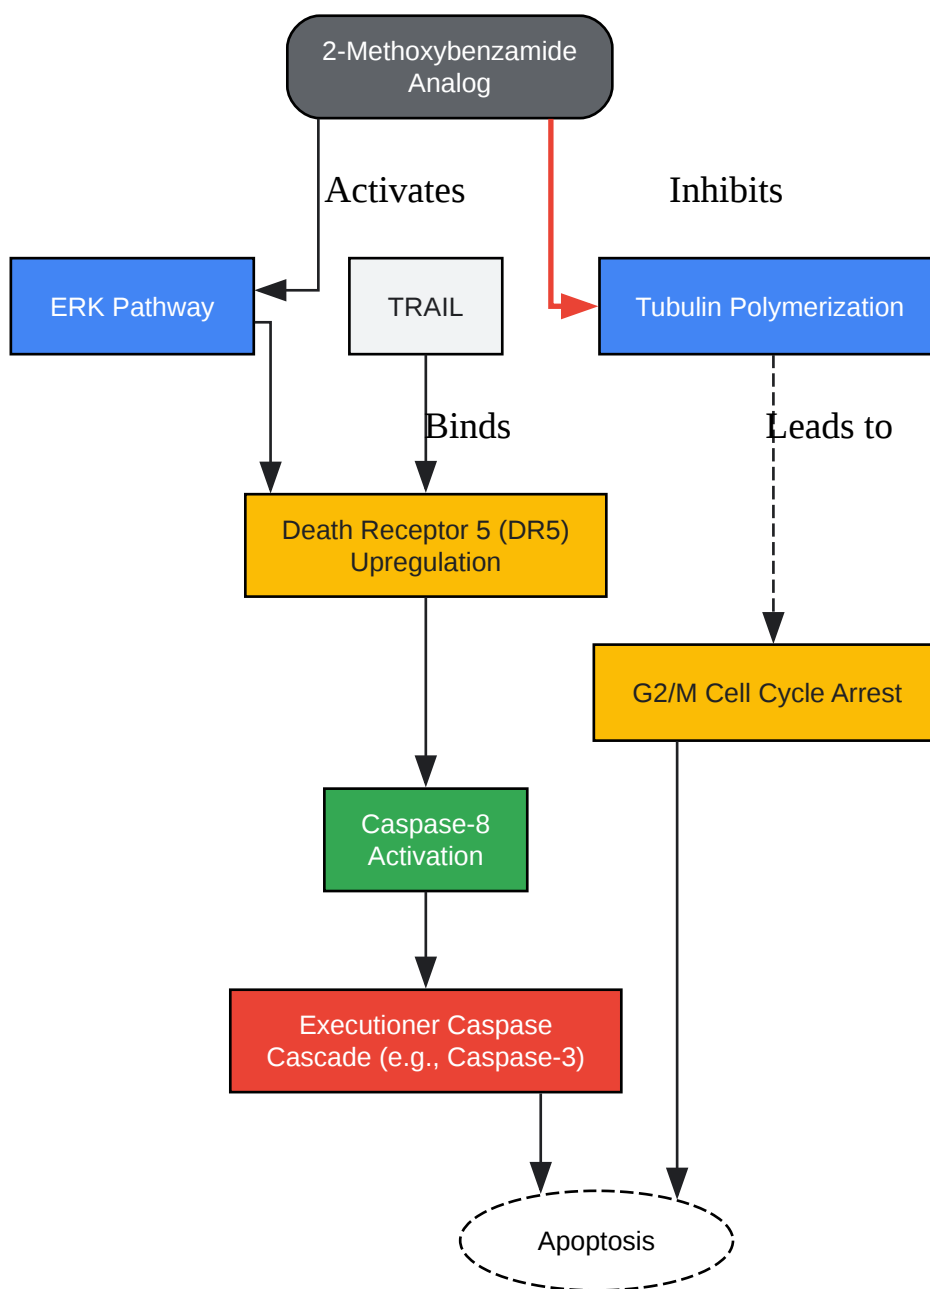 2-Methoxybenzamide
Analog
Activates
Inhibits
ERK Pathway
TRAIL
Tubulin Polymerization
Binds
Leads to
Death Receptor 5 (DR5)
Upregulation
G2/M Cell Cycle Arrest
Caspase-8
Activation
Executioner Caspase
Cascade (e.g., Caspase-3)
Apoptosis